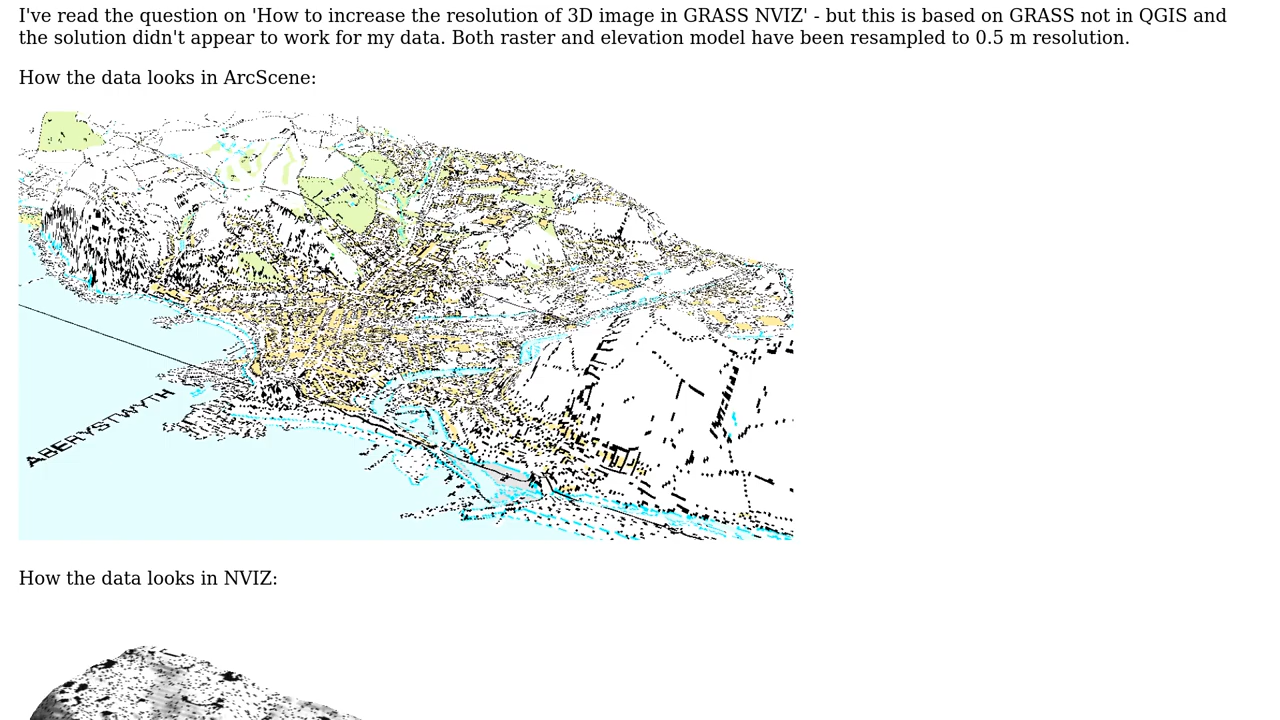 I've read the question on 'How to increase the resolution of 3D image in GRASS NVIZ' - but this is based on GRASS not in QGIS and
the solution didn't appear to work for my data. Both raster and elevation model have been resampled to 0.5 m resolution.
How the data looks in ArcScene:
ABERYSTWYTH
How the data looks in NVIZ: